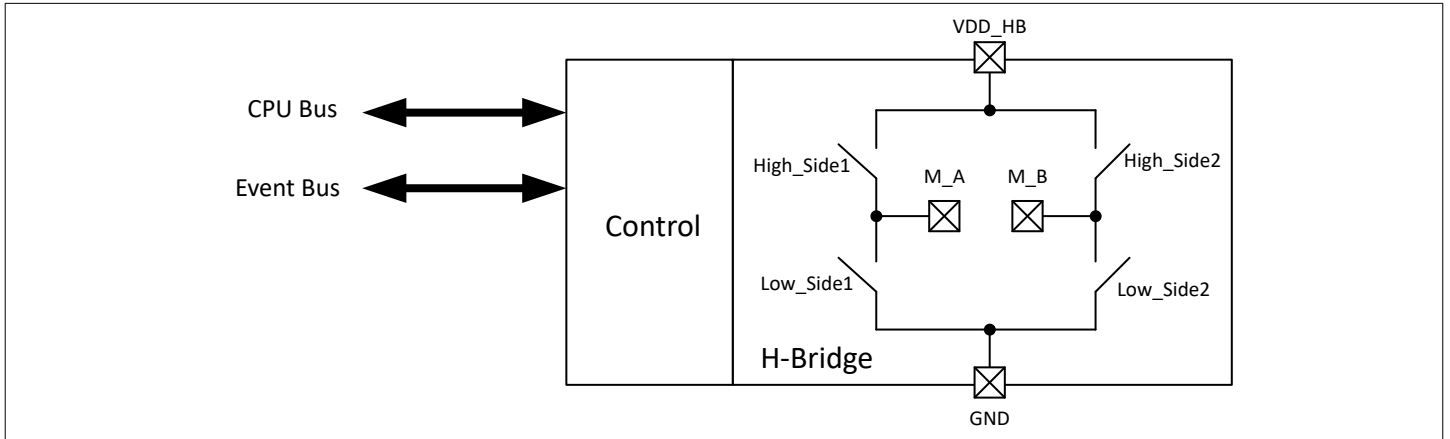 VDD_HB
CPU Bus
Event Bus
Control
High_Side1
High_Side2
M_A
M_B
Low_Side1
Low_Side2
H-Bridge
GND